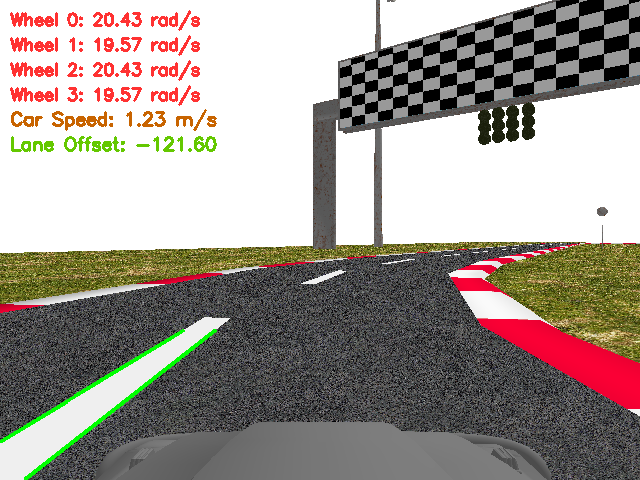 Wheel 0: 20.43 rad/s
Wheel 1: 19.57 rad/s
Wheel 2: 20.43 rad/s
Wheel 3: 19.57 rad/s
Car Speed: 1.23 m/s
Lane Offset: -121.60